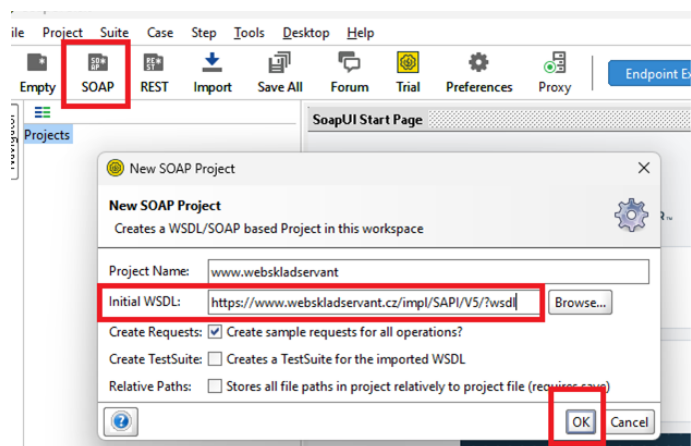 ile Project Suite Case Step Tools Desktop Help
Empty SOAP REST Import Save All Forum Trial Preferences Proxy Endpoint Ex
Projects
SoapUI Start Page
New SOAP Project
New SOAP Project
Creates a WSDL/SOAP based Project in this workspace
Project Name: www.webskladservant
Initial WSDL: https://www.webskladservant.cz/impl/SAPI/V5/?wsdl Browse...
Create Requests: Create sample requests for all operations?
Create TestSuite: Creates a TestSuite for the imported WSDL
Relative Paths: Stores all file paths in project relatively to project file (requires save)
OK Cancel